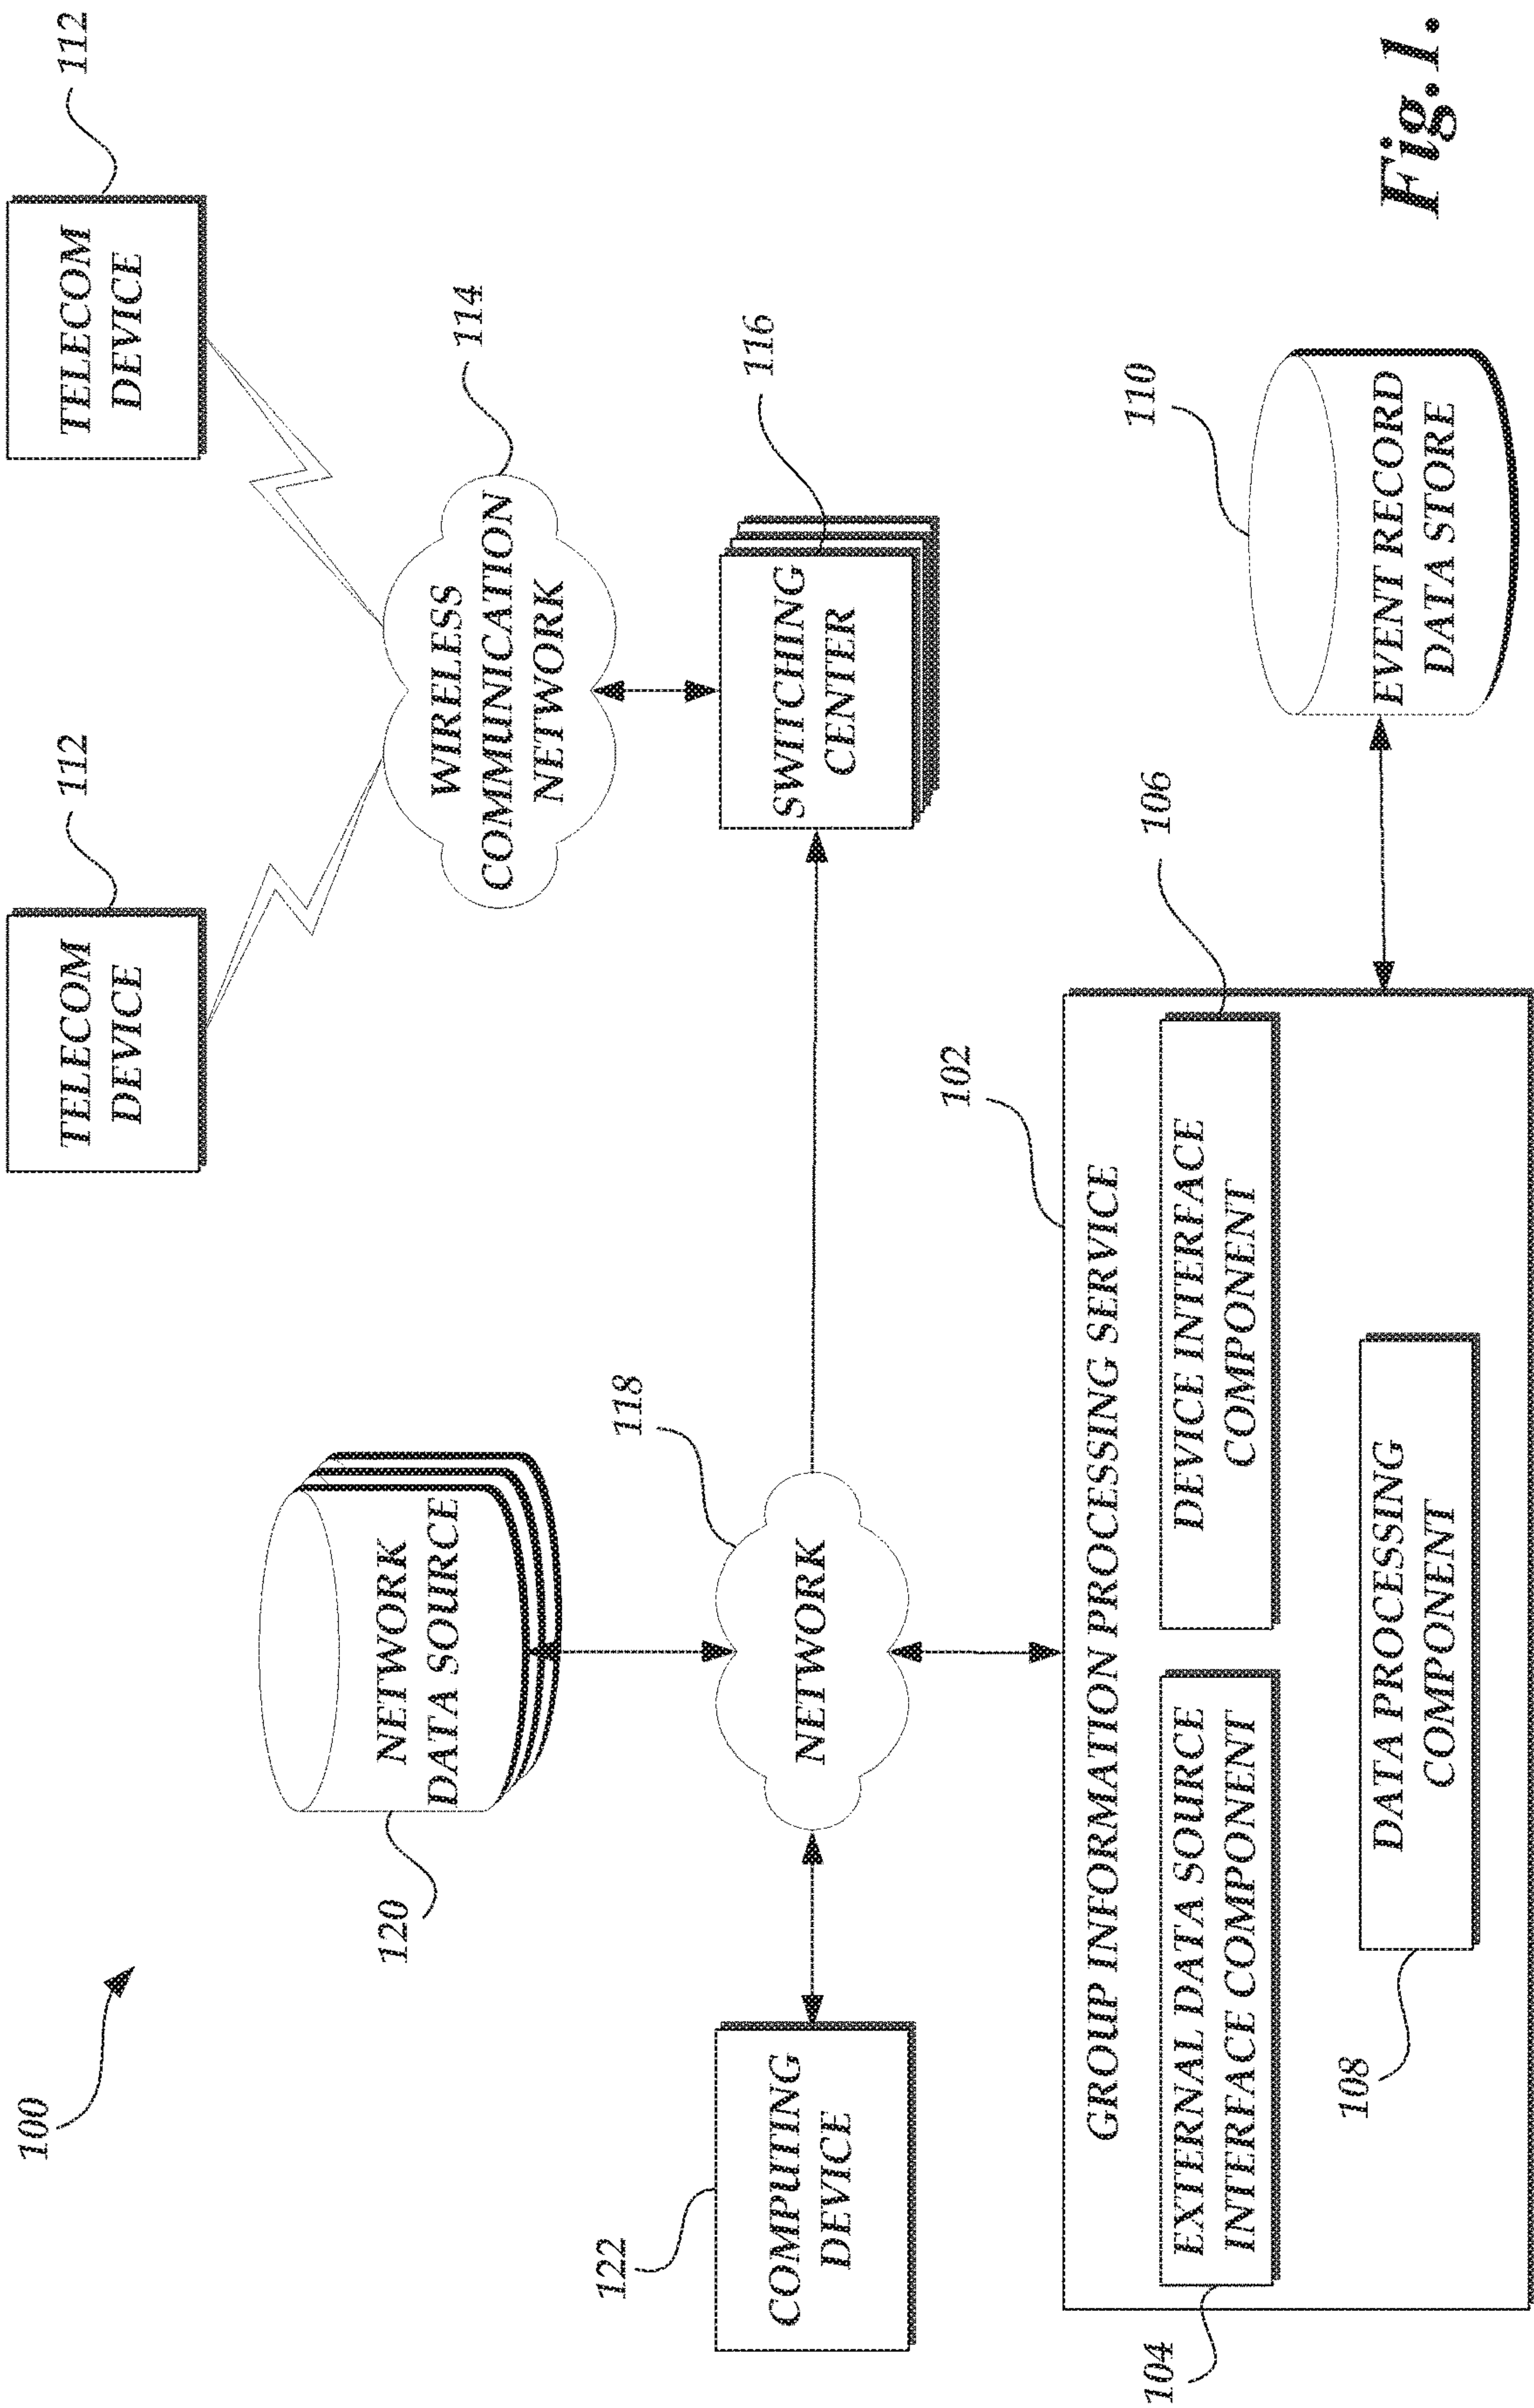 100
112
TELECOM
DEVICE
112
TELECOM
DEVICE
120
NETWORK
DATA SOURCE
WIRELESS
COMMUNICATION
NETWORK
114
122
COMPUTING
DEVICE
118
NETWORK
SWITCHING
CENTER
116
102
GROUP INFORMATION PROCESSING SERVICE
104
EXTERNAL DATA SOURCE
INTERFACE COMPONENT
DEVICE INTERFACE
COMPONENT
106
108
DATA PROCESSING
COMPONENT
110
EVENT RECORD
DATA STORE
Fig.1.